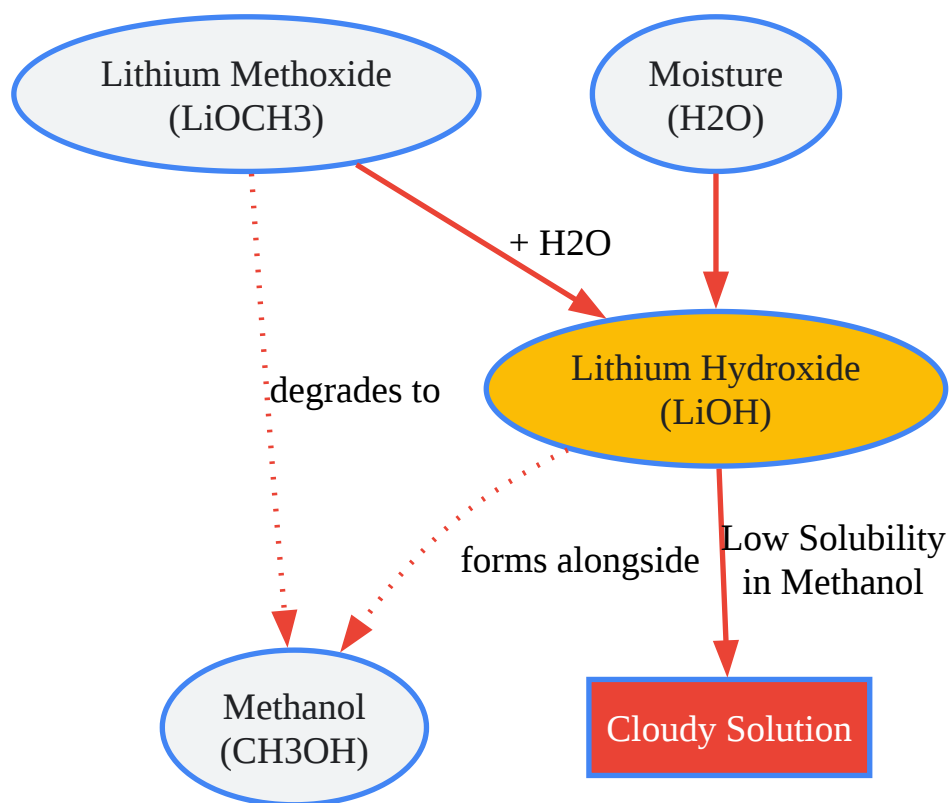 Lithium Methoxide
(LiOCH3)
Moisture
(H2O)
+ H2O
Lithium Hydroxide
(LiOH)
degrades to
forms alongside
Low Solubility
in Methanol
Methanol
(CH3OH)
Cloudy Solution